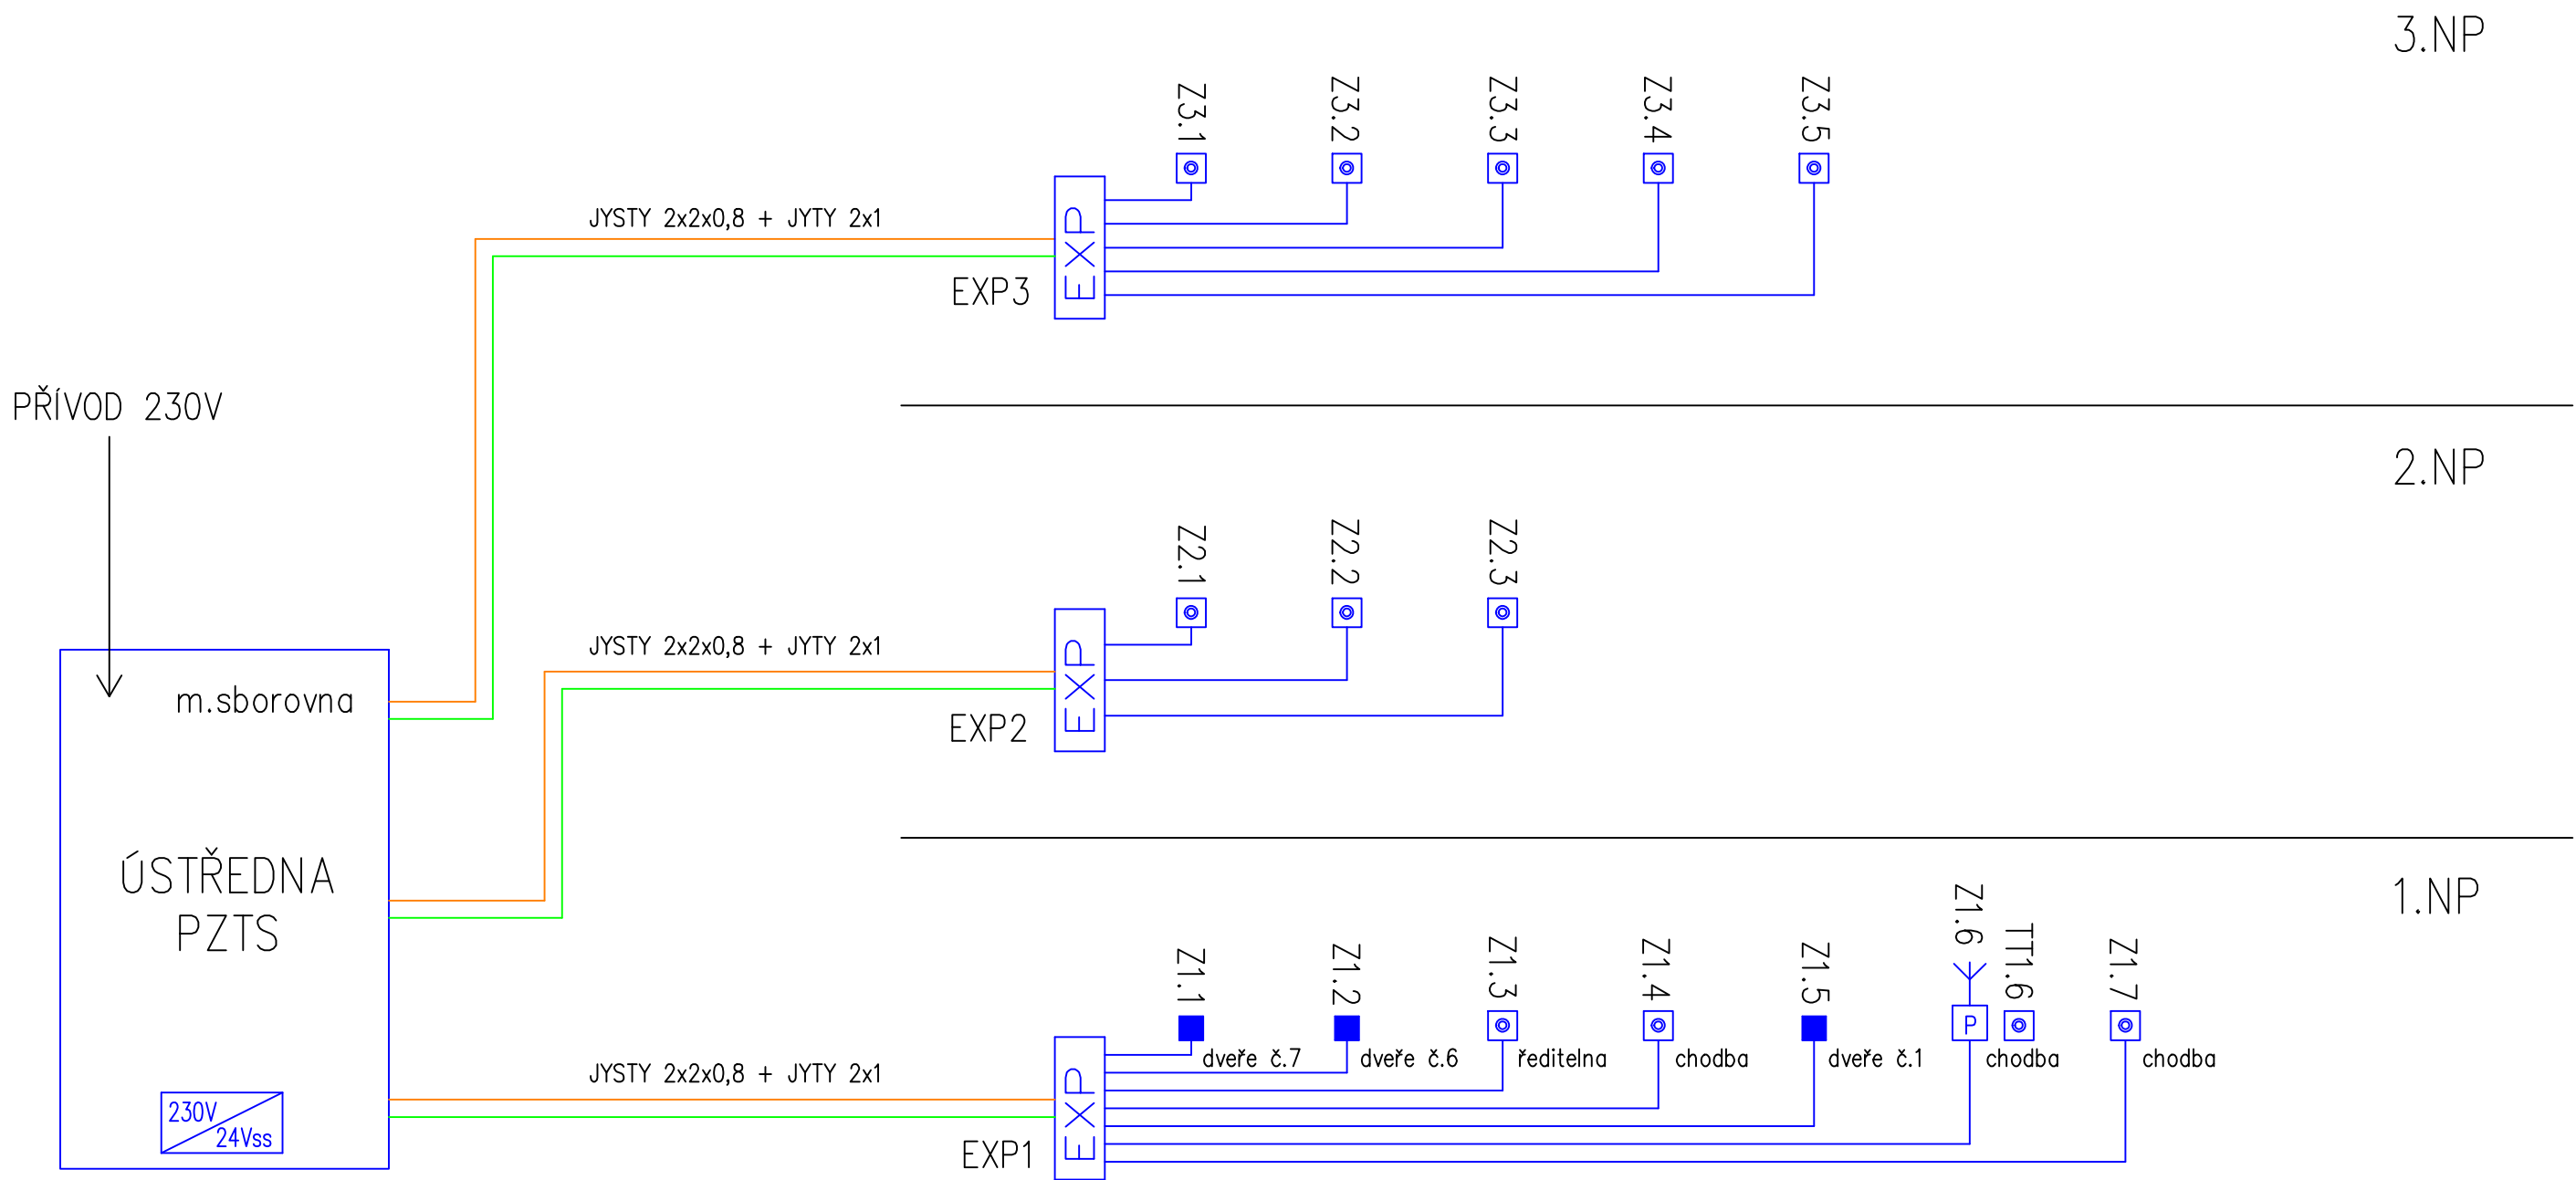 3.NP
Z3.1
Z3.2
Z3.3
Z3.4
Z3.5
JYSTY 2x2x0,8 + JYTY 2x1
EXP
EXP3
PŘÍVOD 230V
2.NP
Z2.1
Z2.2
Z2.3
JYSTY 2x2x0,8 + JYTY 2x1
EXP
EXP2
m.sborovna
ÚSTŘEDNA
PZTS
230V
24Vss
1.NP
Z1.1
Z1.2
Z1.3
Z1.4
Z1.5
Z1.6
TT1.6
Z1.7
P
dveře č.7
dveře č.6
ředitelna
chodba
dveře č.1
chodba
chodba
JYSTY 2x2x0,8 + JYTY 2x1
EXP
EXP1